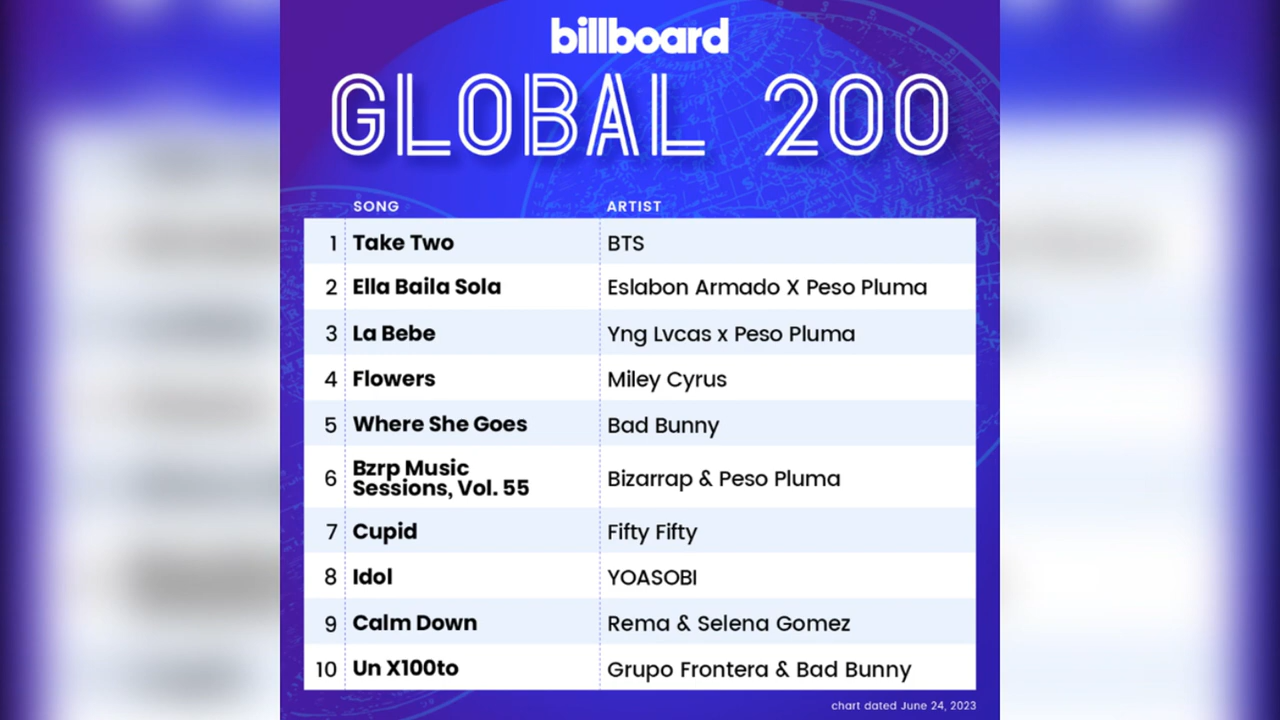 billboard
GLOBAL 200
SONG ARTIST
1 Take Two BTS
2 Ella Baila Sola Eslabon Armado X Peso Pluma
3 La Bebe Yng Lvcas x Peso Pluma
4 Flowers Miley Cyrus
5 Where She Goes Bad Bunny
6 Bzrp Music
Sessions, Vol. 55 Bizarrap & Peso Pluma
7 Cupid Fifty Fifty
8 Idol YOASOBI
9 Calm Down Rema & Selena Gomez
10 Un X100to Grupo Frontera & Bad Bunny
chart dated June 24, 2023